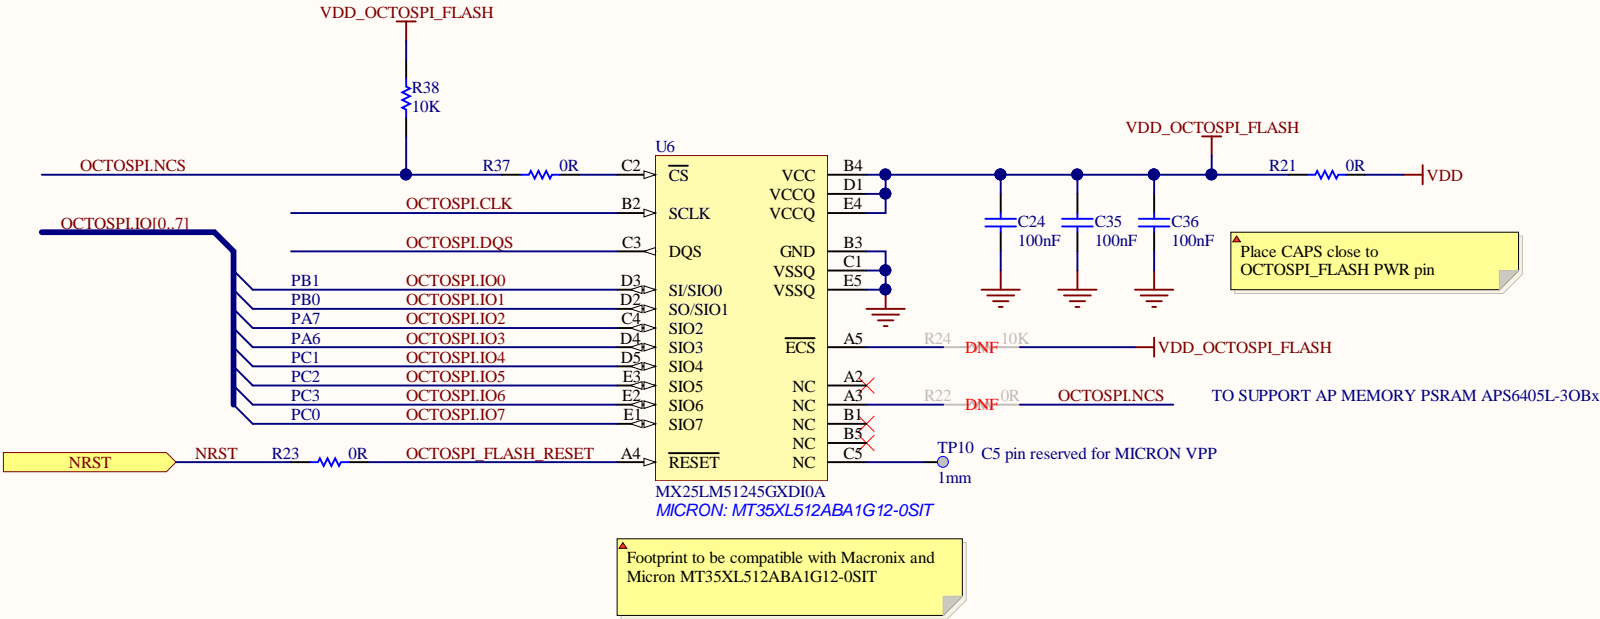 VDD_OCTOSPI_FLASH
R38
10K
VDD_OCTOSPI_FLASH
U6
OCTOSPI.NCS R37 0R C2 CS VCC B4 R21 0R VDD
VCCQ D1
OCTOSPI.CLK B2 SCLK VCCQ E4
OCTOSPI.IO[0..7] C24 C35 C36
100nF 100nF 100nF
OCTOSPI.DQS C3 DQS GND B3
Place CAPS close to
OCTOSPI_FLASH PWR pin
VSSQ C1
PB1 OCTOSPI.IO0 D3 SI/SIO0 VSSQ E5
PB0 OCTOSPI.IO1 D2 SO/SIO1
PA7 OCTOSPI.IO2 C4 SIO2
PA6 OCTOSPI.IO3 D4 SIO3 ECS A5 R24 DNF 10K VDD_OCTOSPI_FLASH
PC1 OCTOSPI.IO4 D5 SIO4
PC2 OCTOSPI.IO5 E3 SIO5 NC A2
PC3 OCTOSPI.IO6 E2 SIO6 NC A3 R22 DNF 0R OCTOSPI.NCS TO SUPPORT AP MEMORY PSRAM APS6405L-3OBx
PC0 OCTOSPI.IO7 E1 SIO7 NC B1
NC B5
NRST NRST R23 0R OCTOSPI_FLASH_RESET A4 RESET NC C5 TP10 C5 pin reserved for MICRON VPP
1mm
MX25LM51245GXDI0A
MICRON: MT35XL512ABA1G12-0SIT
Footprint to be compatible with Macronix and
Micron MT35XL512ABA1G12-0SIT